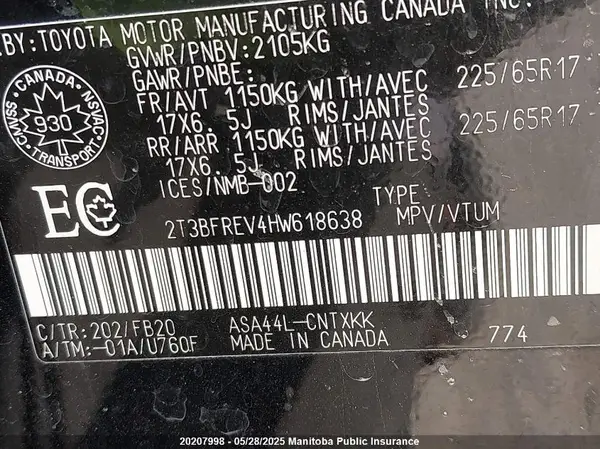 BY:TOYOTA MOTOR MANUFACTURING CANADA INC.
GVWR/PNBV:2105KG
GAWR/PNBE:
FR/AVT 1150KG WITH/AVEC 225/65R17
17X6. 5J RIMS/JANTES
RR/ARR 1150KG WITH/AVEC 225/65R17
17X6. 5J RIMS/JANTES
ICES/NMB-002
CANADA
CMVSS NSVAC
930
TRANSPORT
EC
TYPE:
2T3BFREV4HW618638 MPV/VTUM
C/TR:202/FB20 ASA44L-CNTXKK
A/TM:-01A/U760F MADE IN CANADA 774
20207998 - 05/28/2025 Manitoba Public Insurance